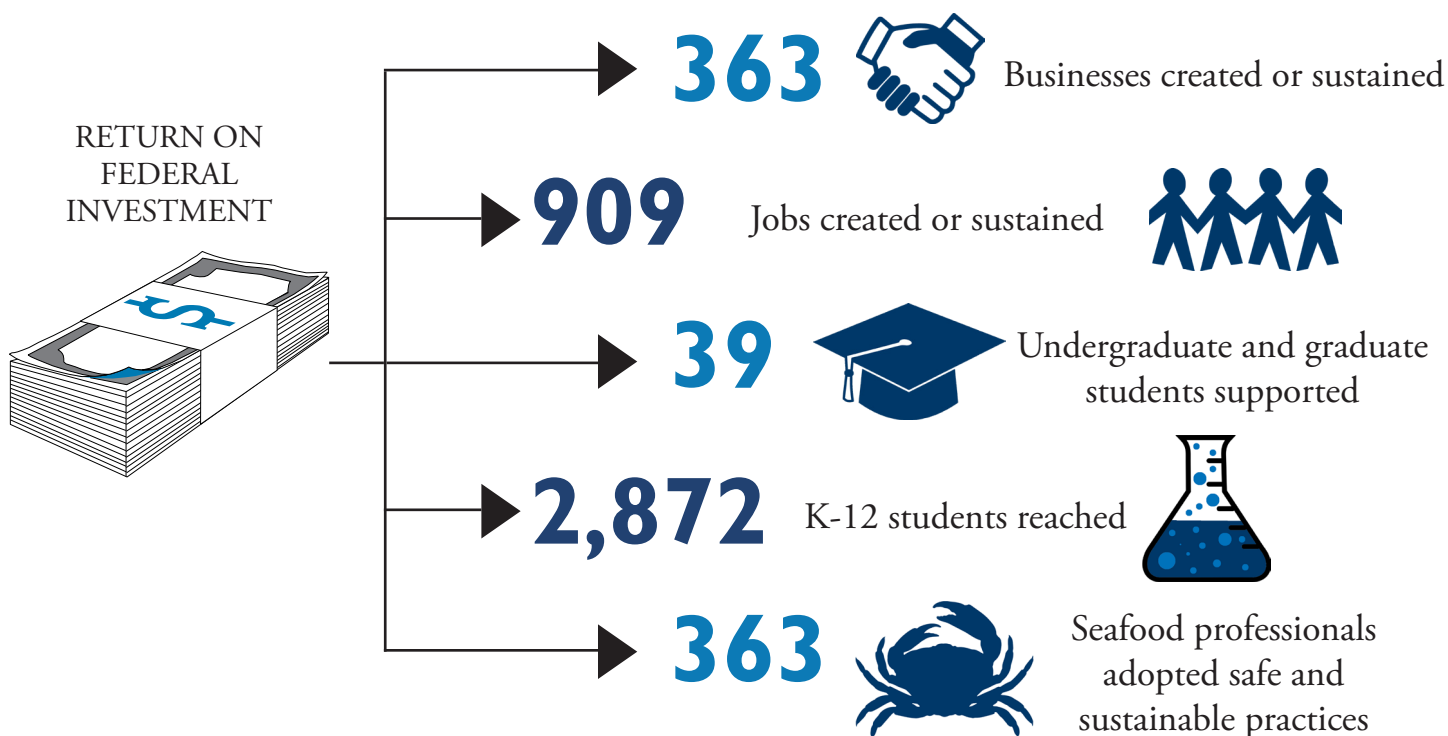 RETURN ON
FEDERAL
INVESTMENT
$
363
Businesses created or sustained
909
Jobs created or sustained
39
Undergraduate and graduate
students supported
2,872
K-12 students reached
363
Seafood professionals
adopted safe and
sustainable practices